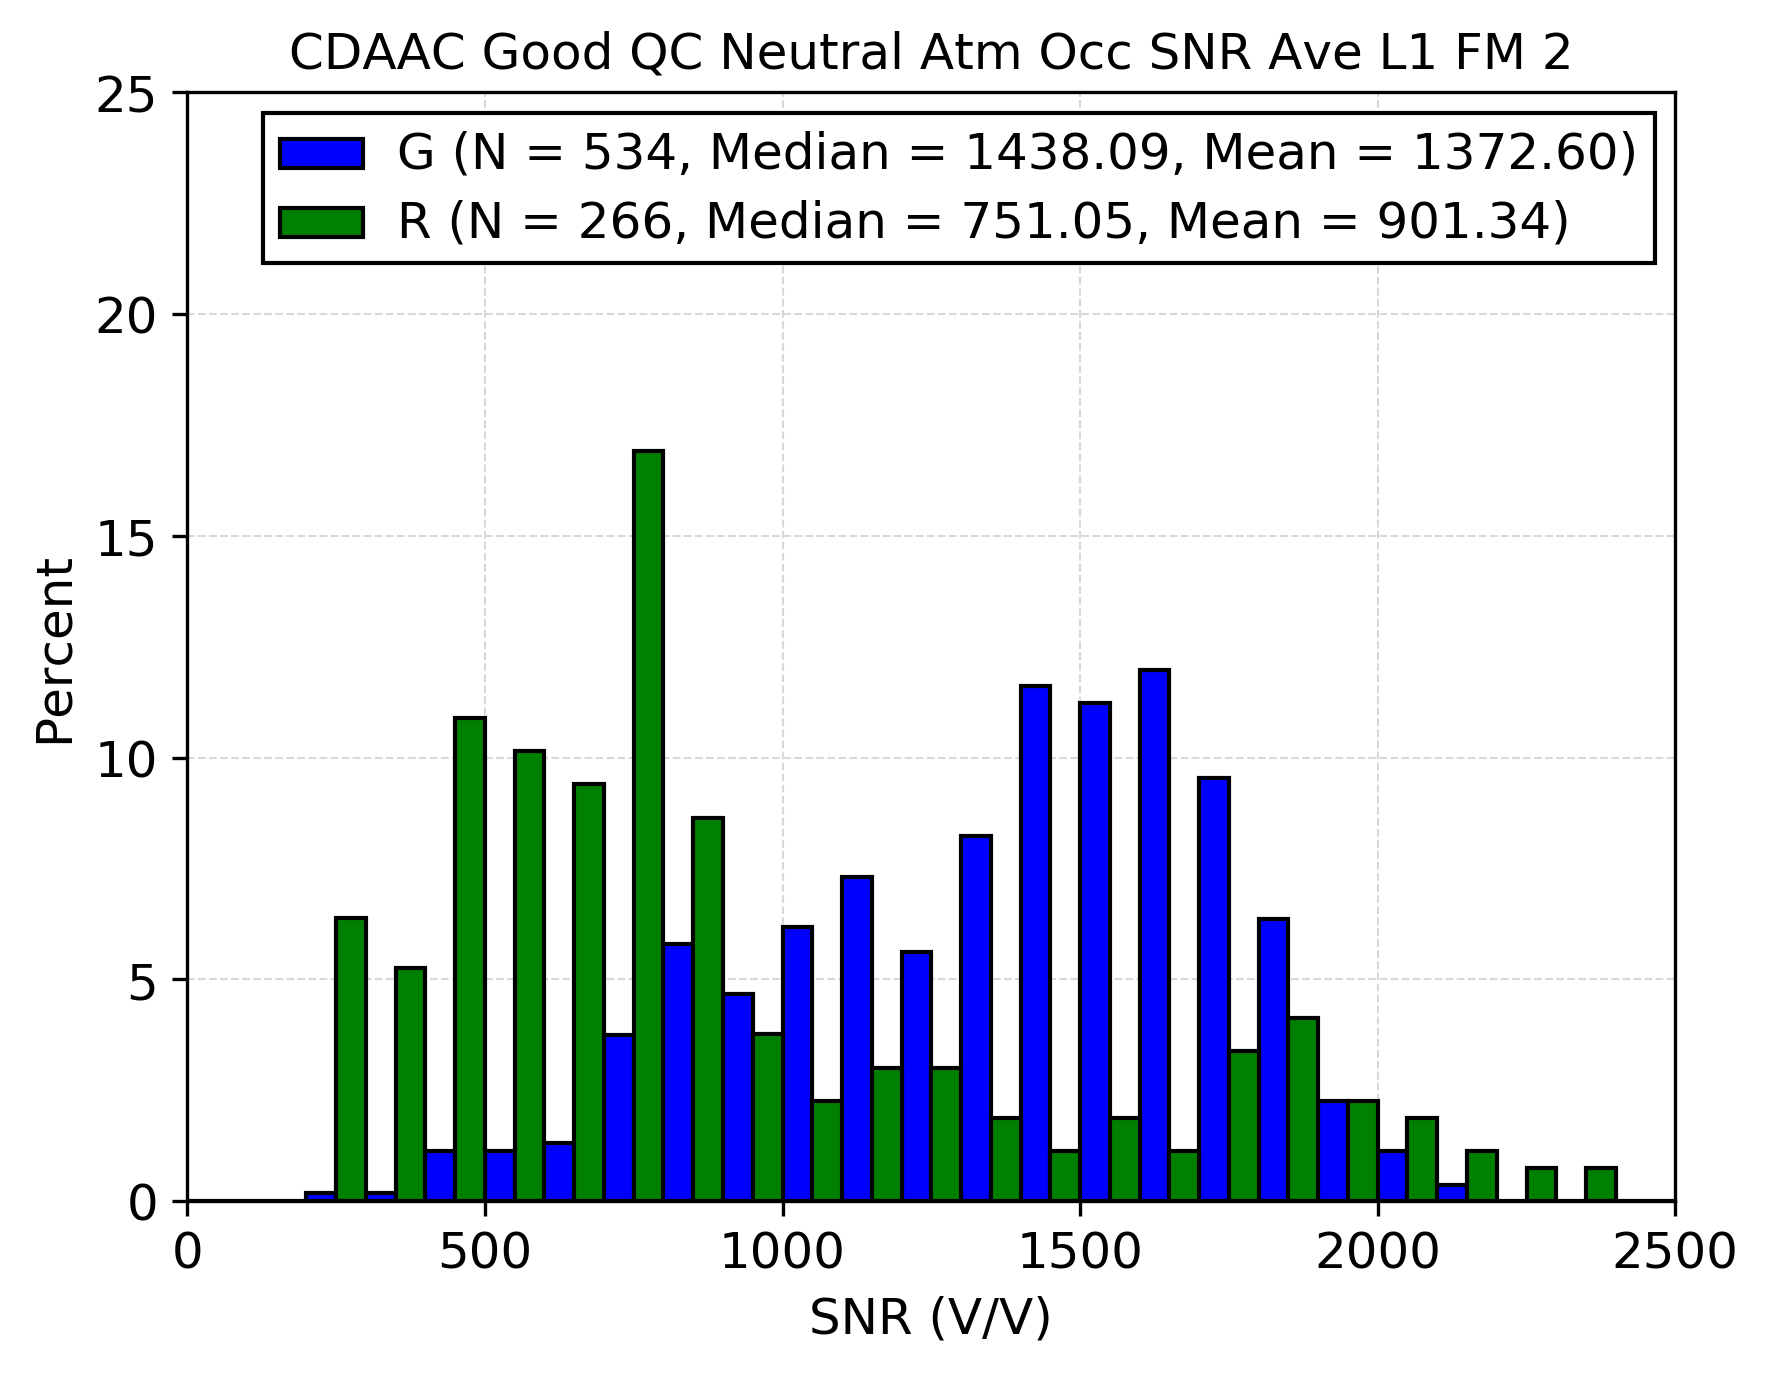 CDAAC Good QC Neutral Atm Occ SNR Ave L1 FM 2
G (N = 534, Median = 1438.09, Mean = 1372.60)
R (N = 266, Median = 751.05, Mean = 901.34)
25
20
15
10
5
0
Percent
0 500 1000 1500 2000 2500
SNR (V/V)